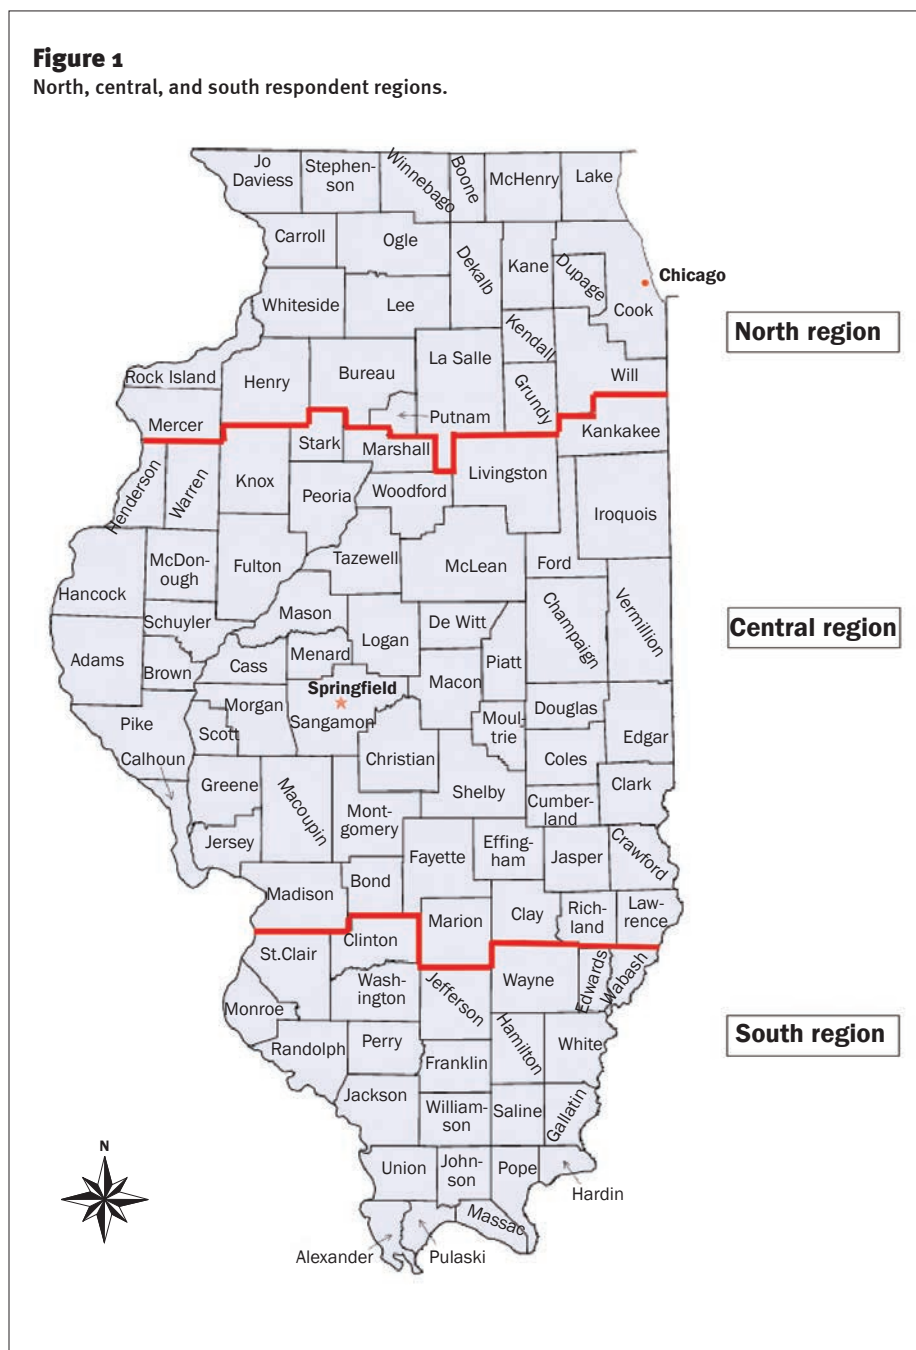 Figure 1
North, central, and south respondent regions.
Jo
Daviess
Stephen-
son
Winnebago
Boone
McHenry
Lake
Carroll
Ogle
Dekalb
Kane
Dupage
Chicago
Cook
Whiteside
Lee
Kendall
North region
La Salle
Rock Island
Henry
Bureau
Will
Grundy
Putnam
Mercer
Stark
Marshall
Kankakee
Henderson
Warren
Knox
Peoria
Woodford
Livingston
Iroquois
McDon-
ough
Fulton
Tazewell
McLean
Ford
Hancock
Schuyler
Mason
Logan
De Witt
Champaign
Vermillion
Central region
Adams
Brown
Cass
Menard
Piatt
Springfield
Macon
Pike
Scott
Morgan
Sangamon
Moul-
trie
Douglas
Edgar
Calhoun
Christian
Coles
Greene
Macoupin
Shelby
Clark
Mont-
gomery
Cumber-
land
Jersey
Fayette
Effing-
ham
Jasper
Crawford
Madison
Bond
Marion
Clay
Rich-
land
Law-
rence
St.Clair
Clinton
Wash-
ington
Jefferson
Wayne
Edwards
Wabash
Monroe
Randolph
Perry
Hamilton
White
South region
Franklin
Jackson
William-
son
Saline
Gallatin
N
Union
John-
son
Pope
Hardin
Massac
Alexander
Pulaski